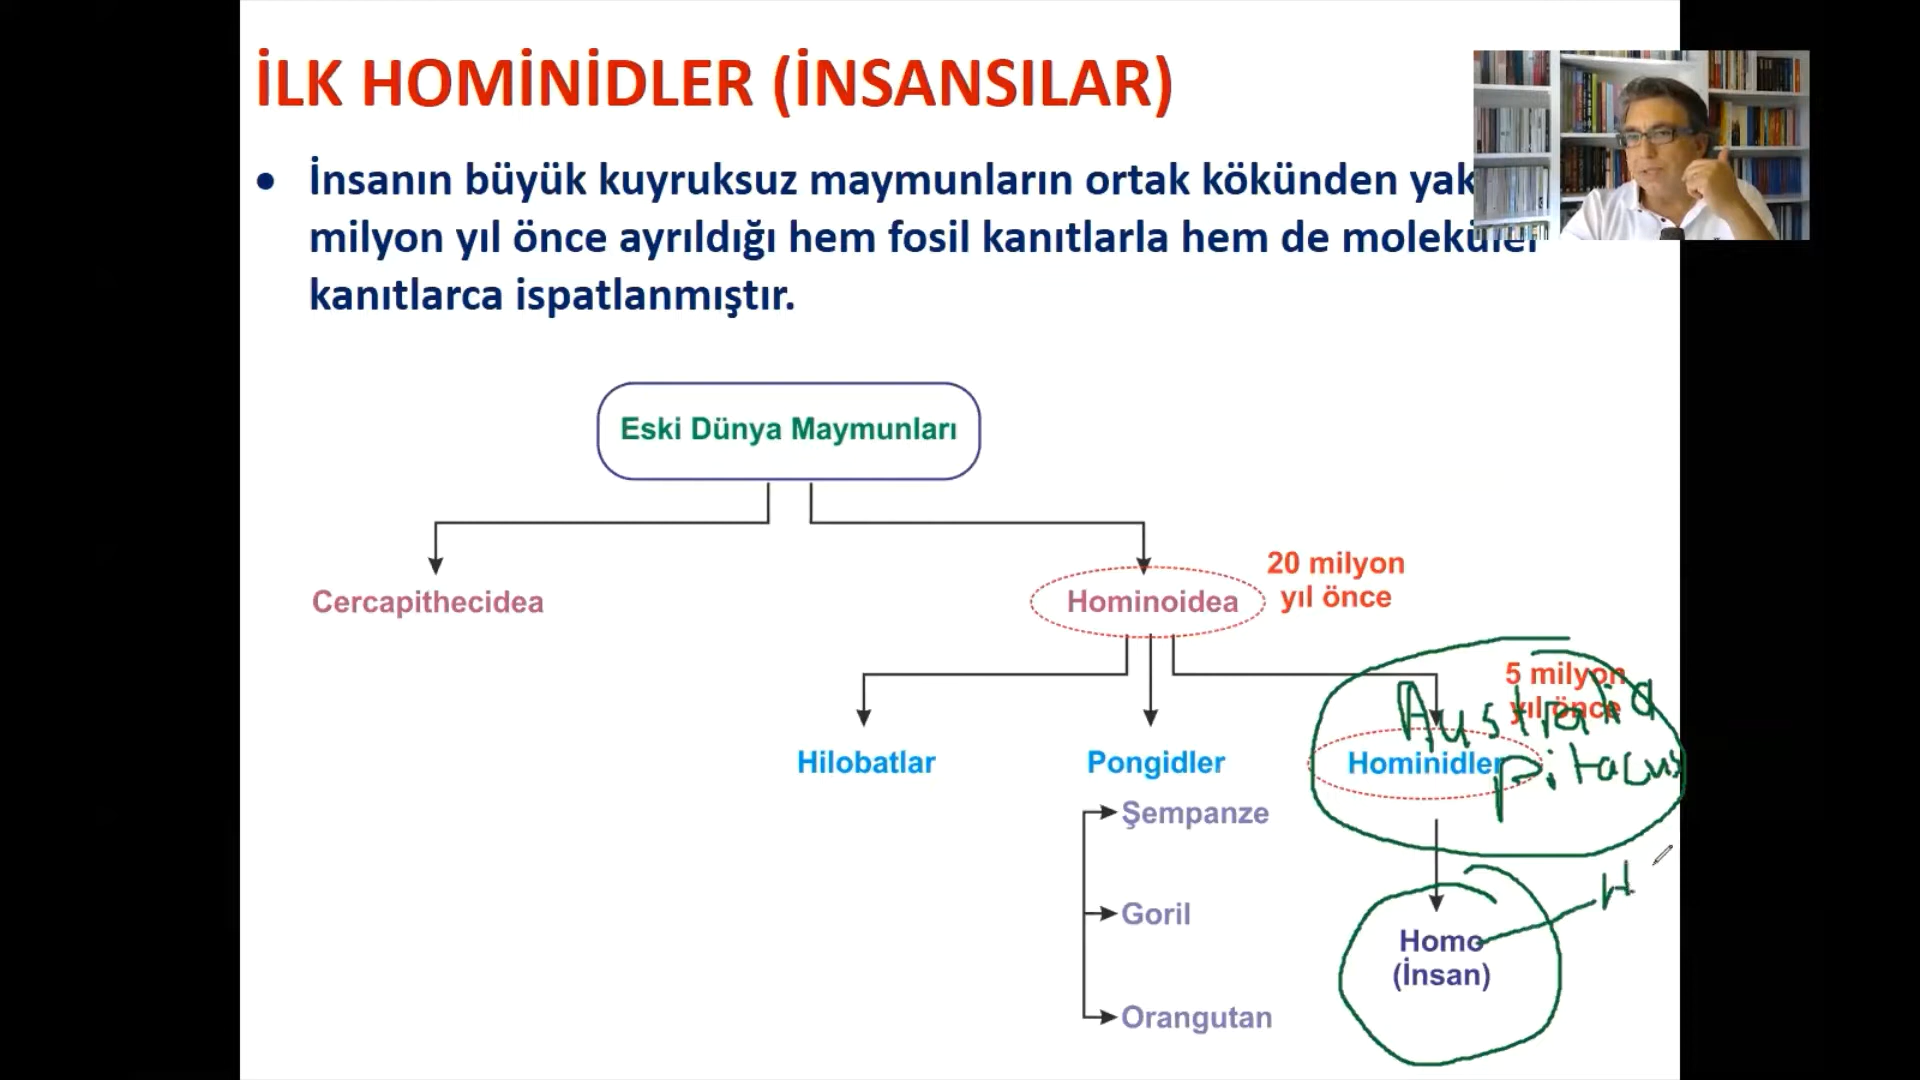 İLK HOMİNİDLER (İNSANSILAR)
• İnsanın büyük kuyruksuz maymunların ortak kökünden yak
milyon yıl önce ayrıldığı hem fosil kanıtlarla hem de moleküler
kanıtlarca ispatlanmıştır.
Eski Dünya Maymunları
Cercapithecidea
Hominoidea
20 milyon
yıl önce
5 milyon
yıl önce
Hilobatlar
Pongidler
Hominidler
pitacus
Şempanze
Goril
Orangutan
H
Homo
(İnsan)